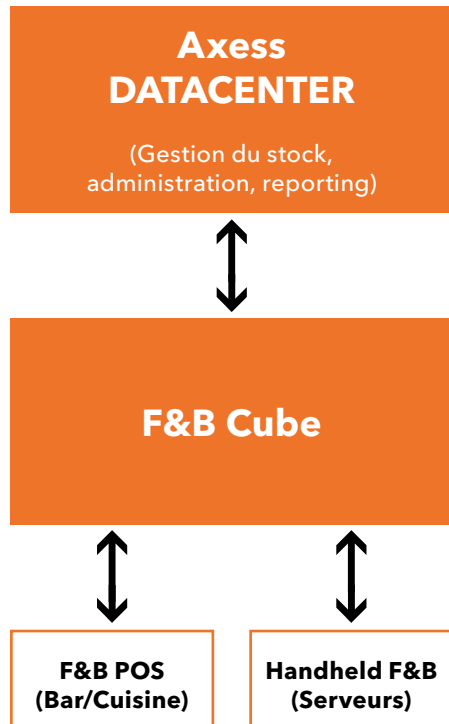 Axess
DATACENTER
(Gestion du stock,
administration, reporting)
F&B Cube
F&B POS
(Bar/Cuisine)
Handheld F&B
(Serveurs)